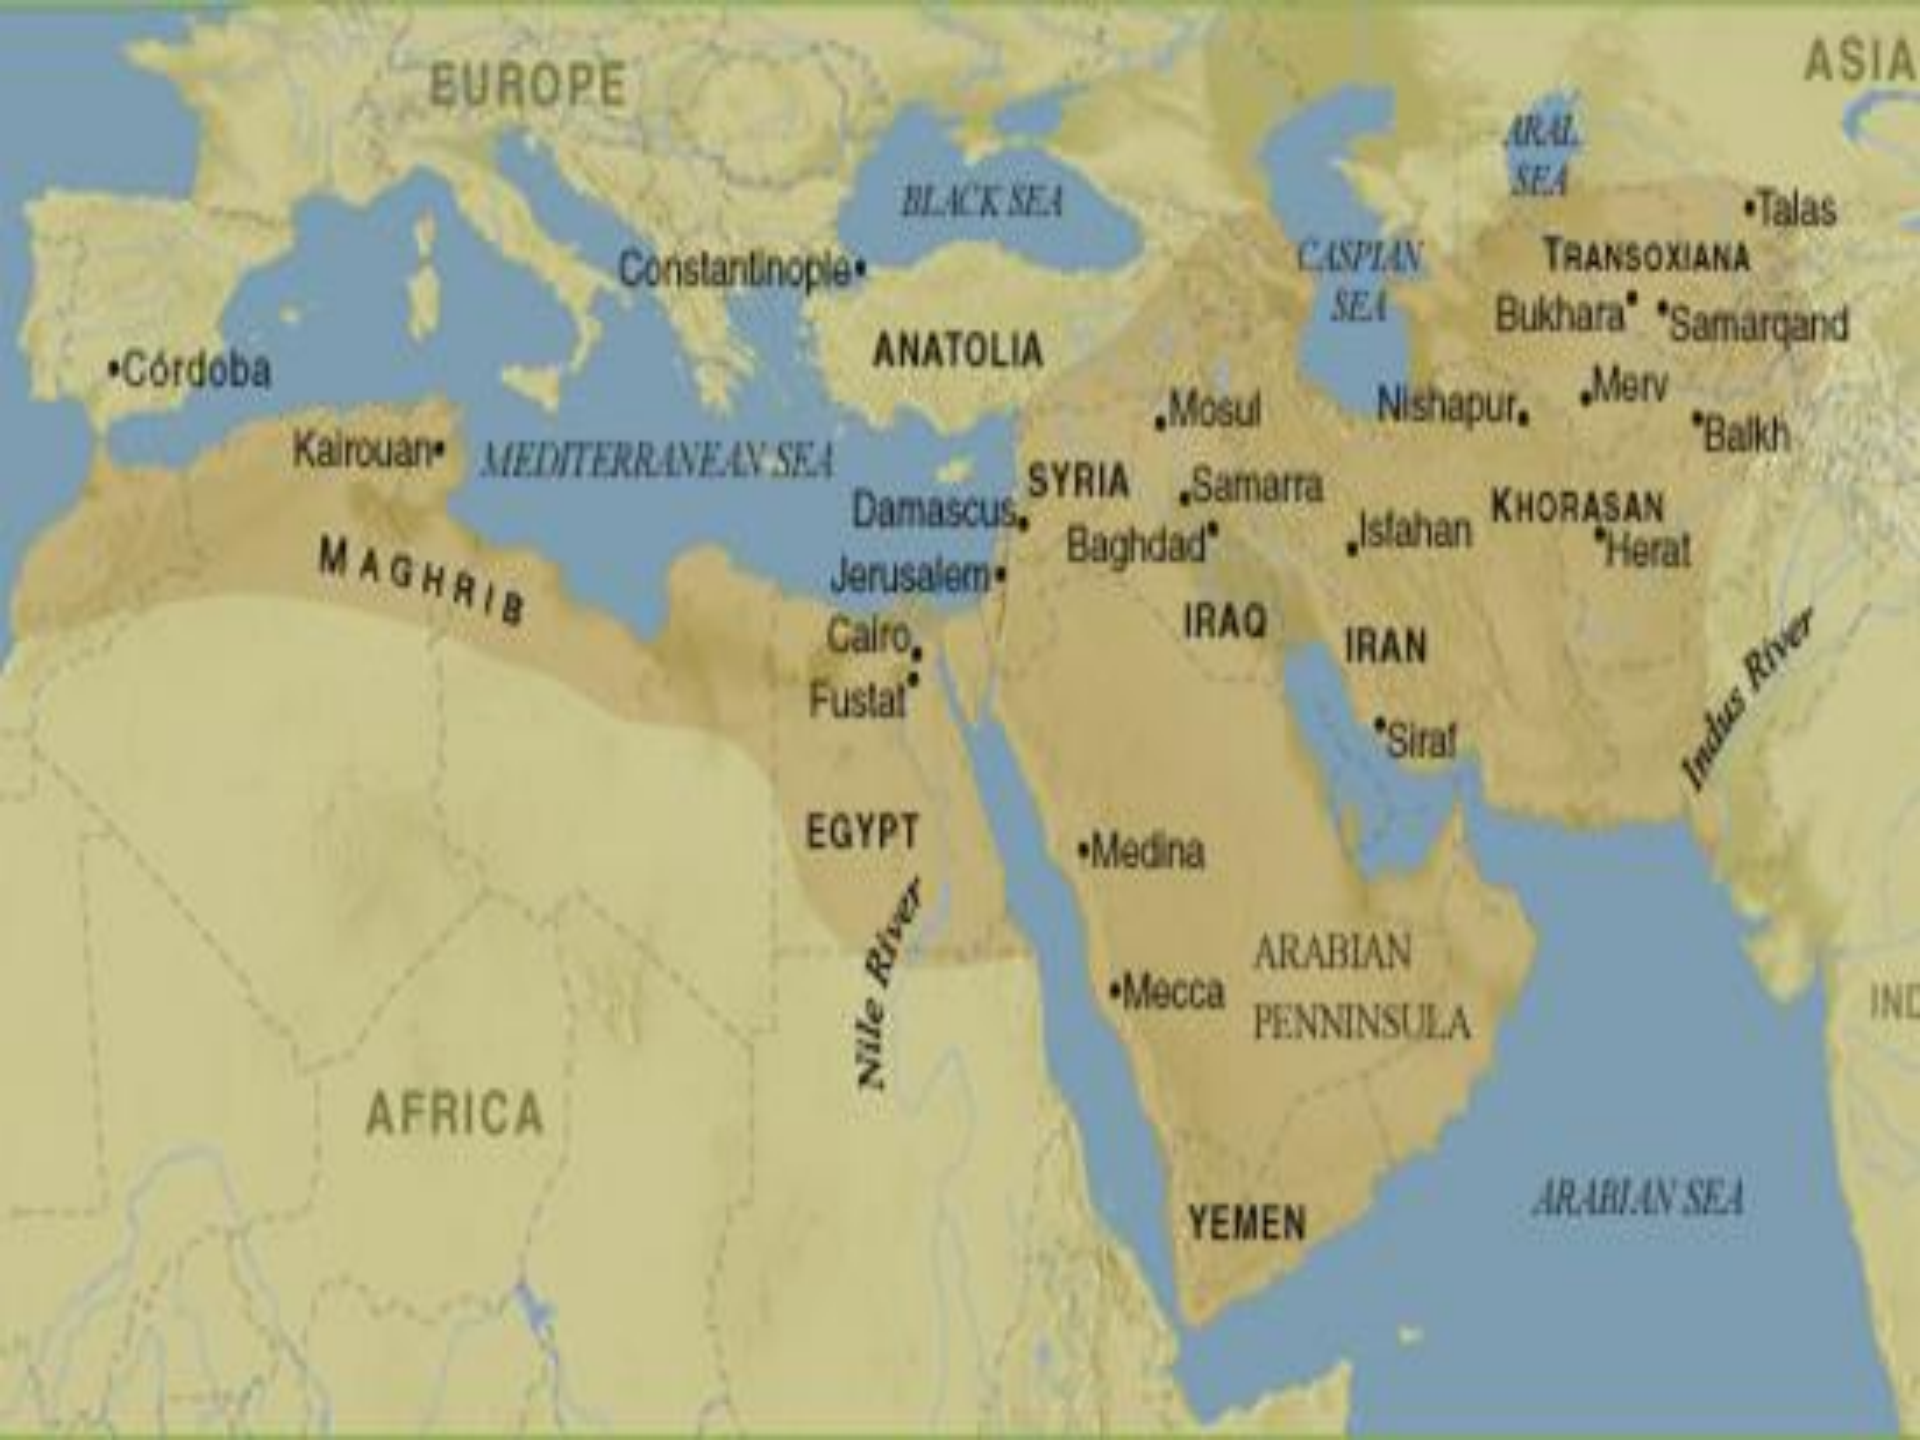 EUROPE
ASIA
ARAL
SEA
BLACK SEA
•Talas
CASPIAN
SEA
TRANSOXIANA
Constantinople•
Bukhara•
•Samarqand
ANATOLIA
•Córdoba
•Mosul
Nishapur•
•Merv
•Balkh
Kairouan•
MEDITERRANEAN SEA
SYRIA
•Samarra
Damascus•
KHORASAN
Baghdad•
•Isfahan
•Herat
MAGHRIB
Jerusalem•
Cairo•
IRAQ
IRAN
Fustat•
Indus River
•Siraf
EGYPT
•Medina
Nile River
ARABIAN
PENNINSULA
•Mecca
IND
AFRICA
YEMEN
ARABIAN SEA